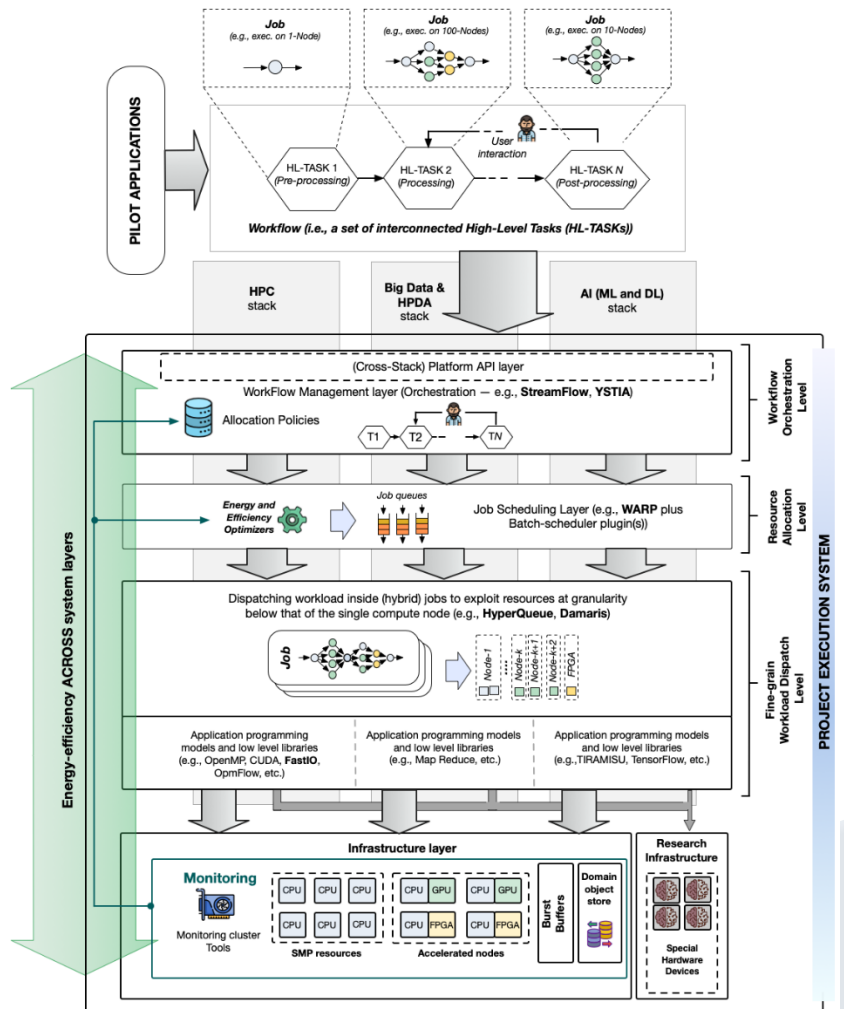 Job
(e.g., exec. on 1-Node)
Job
(e.g., exec. on 100-Nodes)
Job
(e.g., exec. on 10-Nodes)
PILOT APPLICATIONS
User
interaction
HL-TASK 1
(Pre-processing)
HL-TASK 2
(Processing)
HL-TASK N
(Post-processing)
Workflow (i.e., a set of interconnected High-Level Tasks (HL-TASKs))
HPC
stack
Big Data &
HPDA
stack
AI (ML and DL)
stack
(Cross-Stack) Platform API layer
WorkFlow Management layer (Orchestration — e.g., StreamFlow, YSTIA)
Allocation Policies
T1
T2
TN
Workflow
Orchestration
Level
Energy and
Efficiency
Optimizers
Job queues
Job Scheduling Layer (e.g., WARP plus
Batch-scheduler plugin(s))
Resource
Allocation
Level
Dispatching workload inside (hybrid) jobs to exploit resources at granularity
below that of the single compute node (e.g., HyperQueue, Damaris)
Job
Node-1
Node-k
Node-k+1
Node-k+2
FPGA
Fine-grain
Workload Dispatch
Level
Application programming
models and low level libraries
(e.g., OpenMP, CUDA, FastIO,
OpmFlow, etc.)
Application programming models
and low level libraries
(e.g., Map Reduce, etc.)
Application programming models
and low level libraries
(e.g.,TIRAMISU, TensorFlow, etc.)
Energy-efficiency ACROSS system layers
PROJECT EXECUTION SYSTEM
Infrastructure layer
Monitoring
Monitoring cluster
Tools
CPU CPU CPU
CPU CPU CPU
SMP resources
CPU GPU CPU GPU
CPU FPGA CPU FPGA
Accelerated nodes
Burst
Buffers
Domain
object
store
Research
Infrastructure
Special
Hardware
Devices